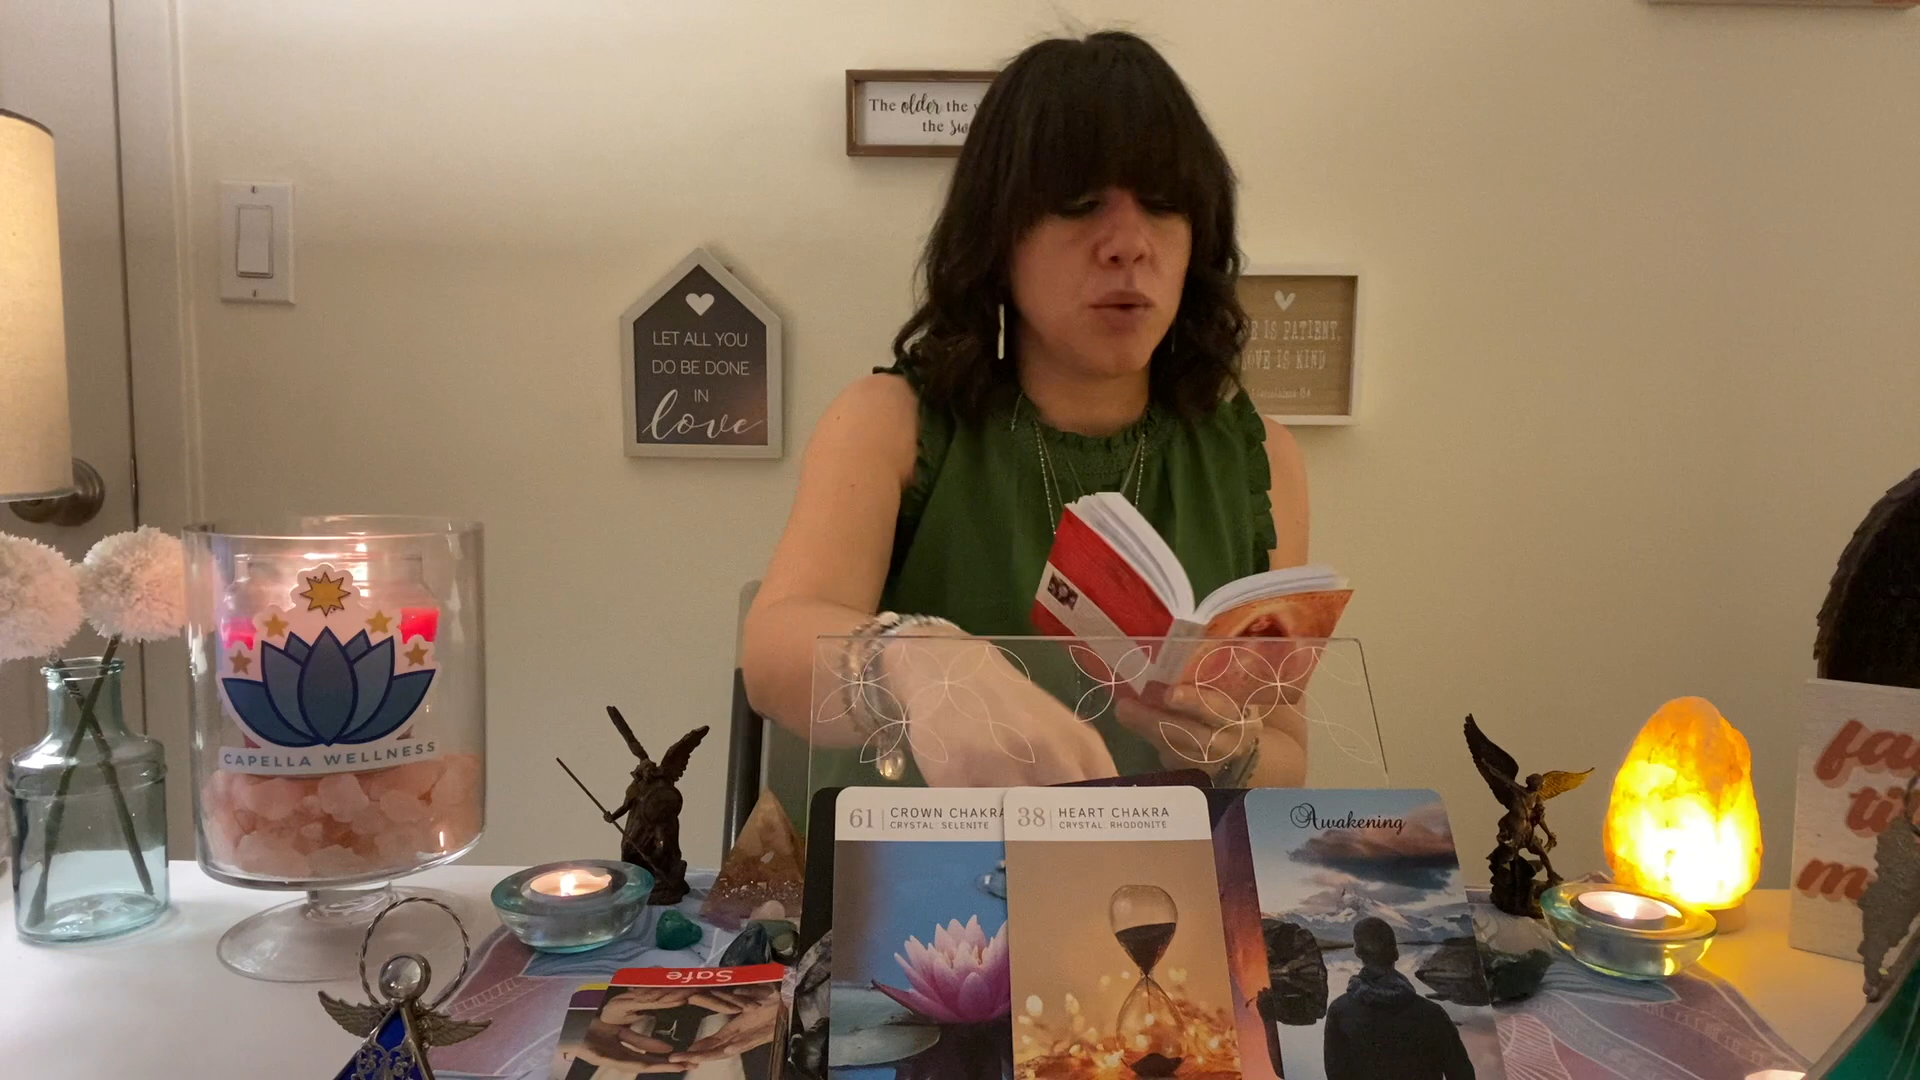 The older the
the
LET ALL YOU
DO BE DONE
IN
love
IS PATIENT,
LOVE IS KIND
CAPELLA WELLNESS
61 | CROWN CHAKRA
CRYSTAL: SELENITE
38 | HEART CHAKRA
CRYSTAL: RHODONITE
Awakening
Safe